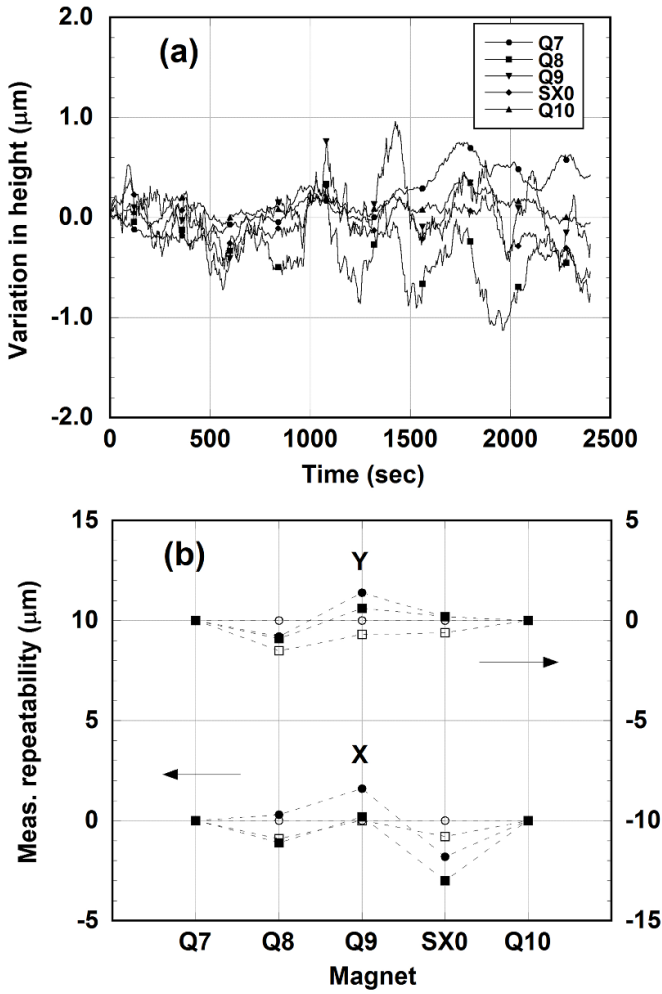 (a)
Variation in height (μm)
2.0
1.0
0.0
-1.0
-2.0
Q7
Q8
Q9
SX0
Q10
0 500 1000 1500 2000 2500
Time (sec)
(b)
Meas. repeatability (μm)
15
10
5
0
-5
Y
X
5
0
-5
-10
-15
Q7 Q8 Q9 SX0 Q10
Magnet